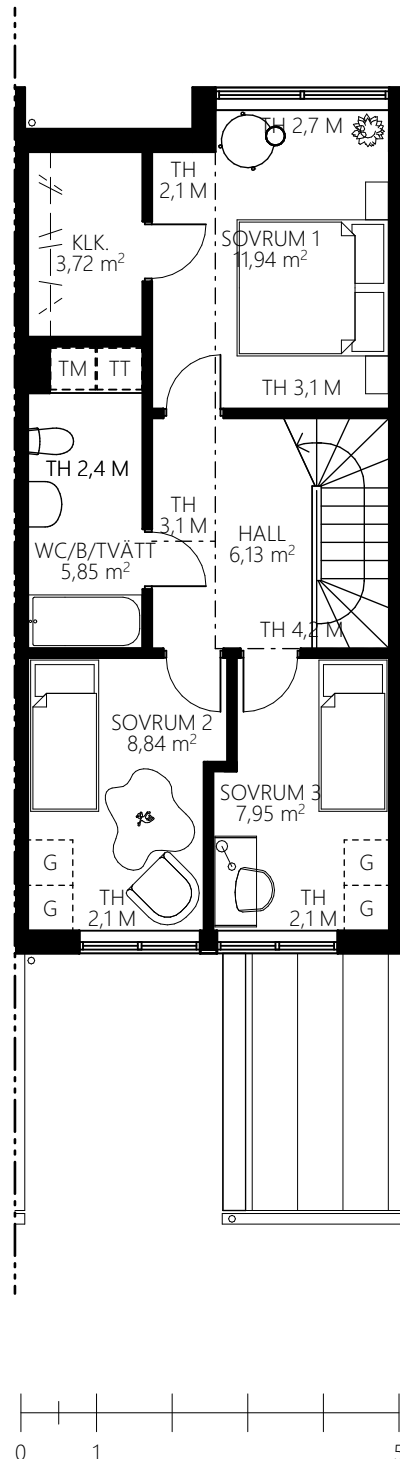 TH 2,7 M
TH
2,1 M
KLK.
3,72 m²
SOVRUM 1
11,94 m²
TM TT
TH 3,1 M
TH 2,4 M
TH
3,1 M
HALL
6,13 m²
WC/B/TVÄTT
5,85 m²
TH 4,2 M
SOVRUM 2
8,84 m²
SOVRUM 3
7,95 m²
G
G
TH
2,1 M
TH
2,1 M
G
G
0 1 5